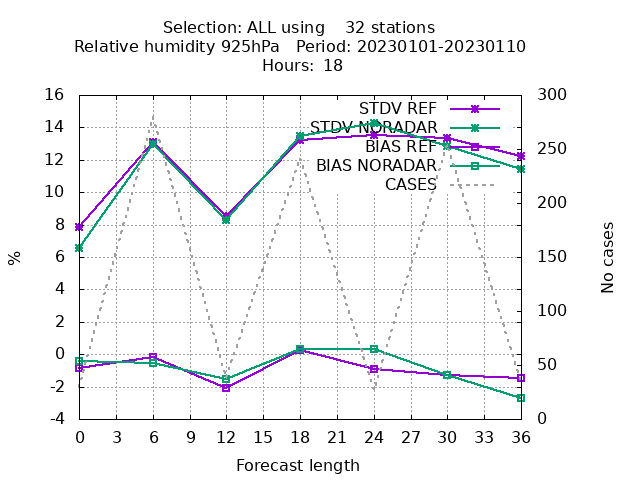 Selection: ALL using    32 stations
Relative humidity 925hPa   Period: 20230101-20230110
Hours: 18
STDV REF
STDV NORADAR
BIAS REF
BIAS NORADAR
CASES
16
14
12
10
8
6
4
2
0
-2
-4
%
300
250
200
150
100
50
0
No cases
0 3 6 9 12 15 18 21 24 27 30 33 36
Forecast length